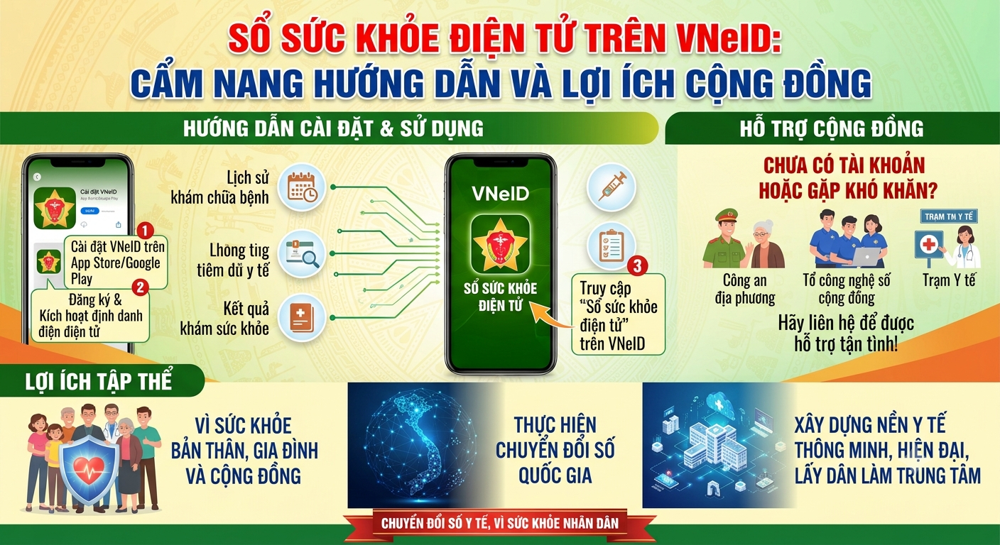 SỔ SỨC KHỎE ĐIỆN TỬ TRÊN VNeID:
CẨM NANG HƯỚNG DẪN VÀ LỢI ÍCH CỘNG ĐỒNG
HƯỚNG DẪN CÀI ĐẶT & SỬ DỤNG
Cài đặt VNeID
1
Cài đặt VNeID trên
App Store/Google
Play
2
Đăng ký &
Kích hoạt định danh
điện điện tử
Lịch sử
khám chữa bệnh
Lhòng tiig
tiêm dủ y tế
Kết quả
khám sức khỏe
VNeID
SỔ SỨC KHỎE
ĐIỆN TỬ
3
Truy cập
“Sổ sức khỏe
điện tử”
trên VNeID
HỖ TRỢ CỘNG ĐỒNG
CHƯA CÓ TÀI KHOẢN
HOẶC GẶP KHÓ KHĂN?
Công an
địa phương
Tổ công nghệ số
cộng đồng
TRẠM TN Y TẾ
Trạm Y tế
Hãy liên hệ để được
hỗ trợ tận tình!
LỢI ÍCH TẬP THỂ
VÌ SỨC KHỎE
BẢN THÂN, GIA ĐÌNH
VÀ CỘNG ĐỒNG
THỰC HIỆN
CHUYỂN ĐỔI SỐ
QUỐC GIA
XÂY DỰNG NỀN Y TẾ
THÔNG MINH, HIỆN ĐẠI,
LẤY DÂN LÀM TRUNG TÂM
CHUYỂN ĐỔI SỐ Y TẾ, VÌ SỨC KHỎE NHÂN DÂN